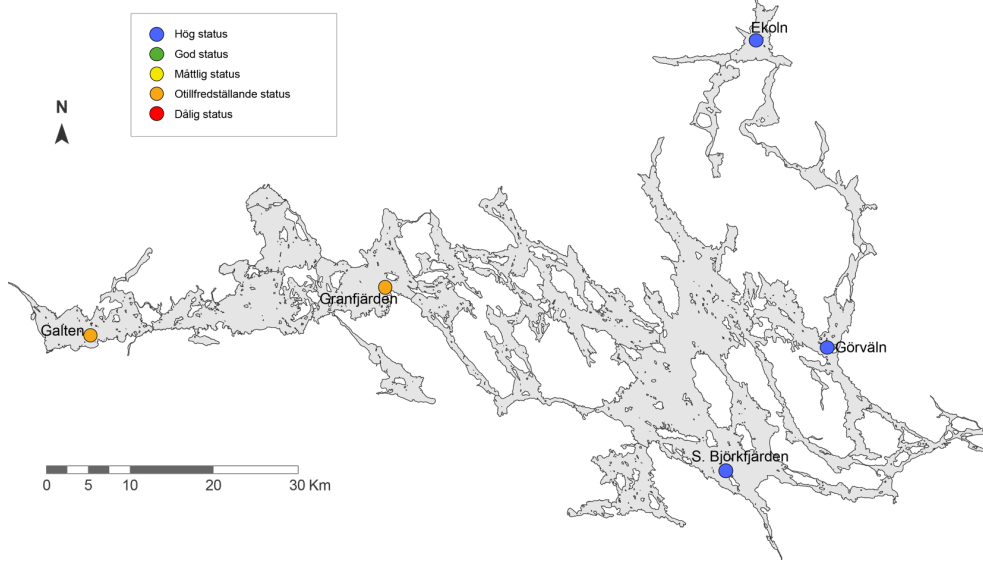 Hög status
God status
Måttlig status
Otillfredställande status
Dålig status
N
Ekoln
Granfjärden
Galten
Görväln
S. Björkfjärden
0 5 10 20 30 Km